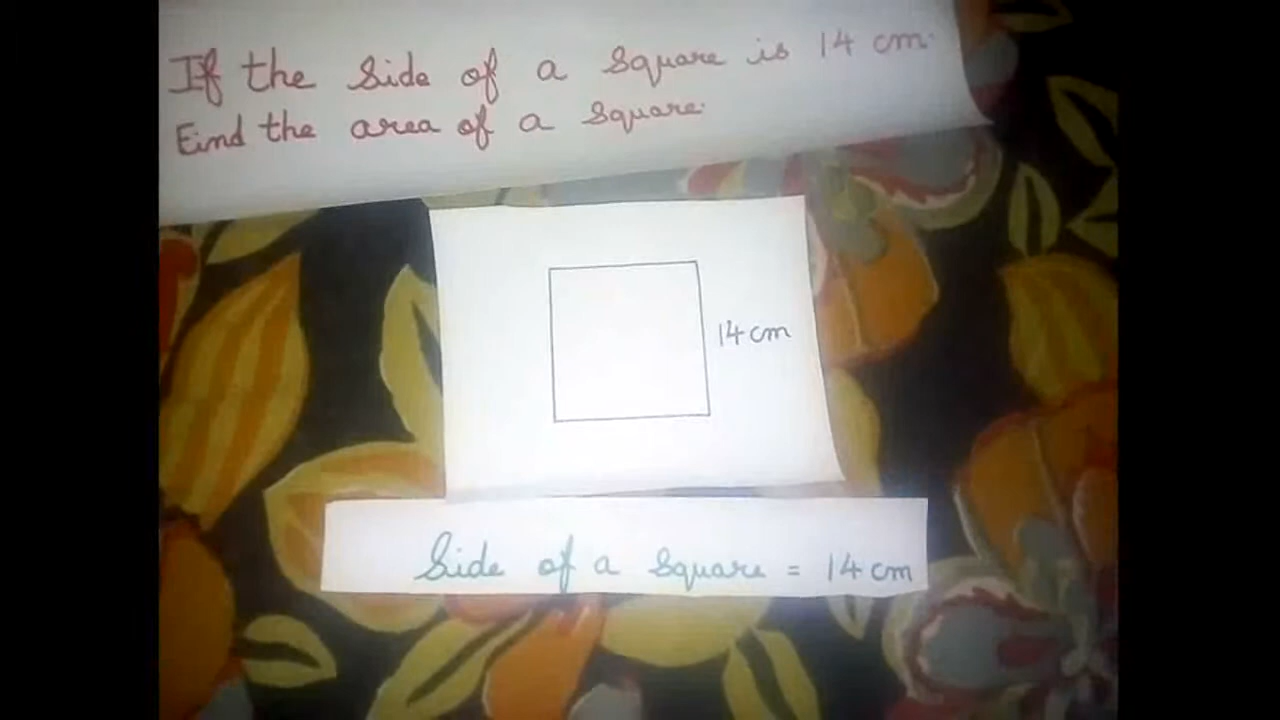 If the side of a square is 14 cm.
Find the area of a square.
14 cm
Side of a square = 14 cm